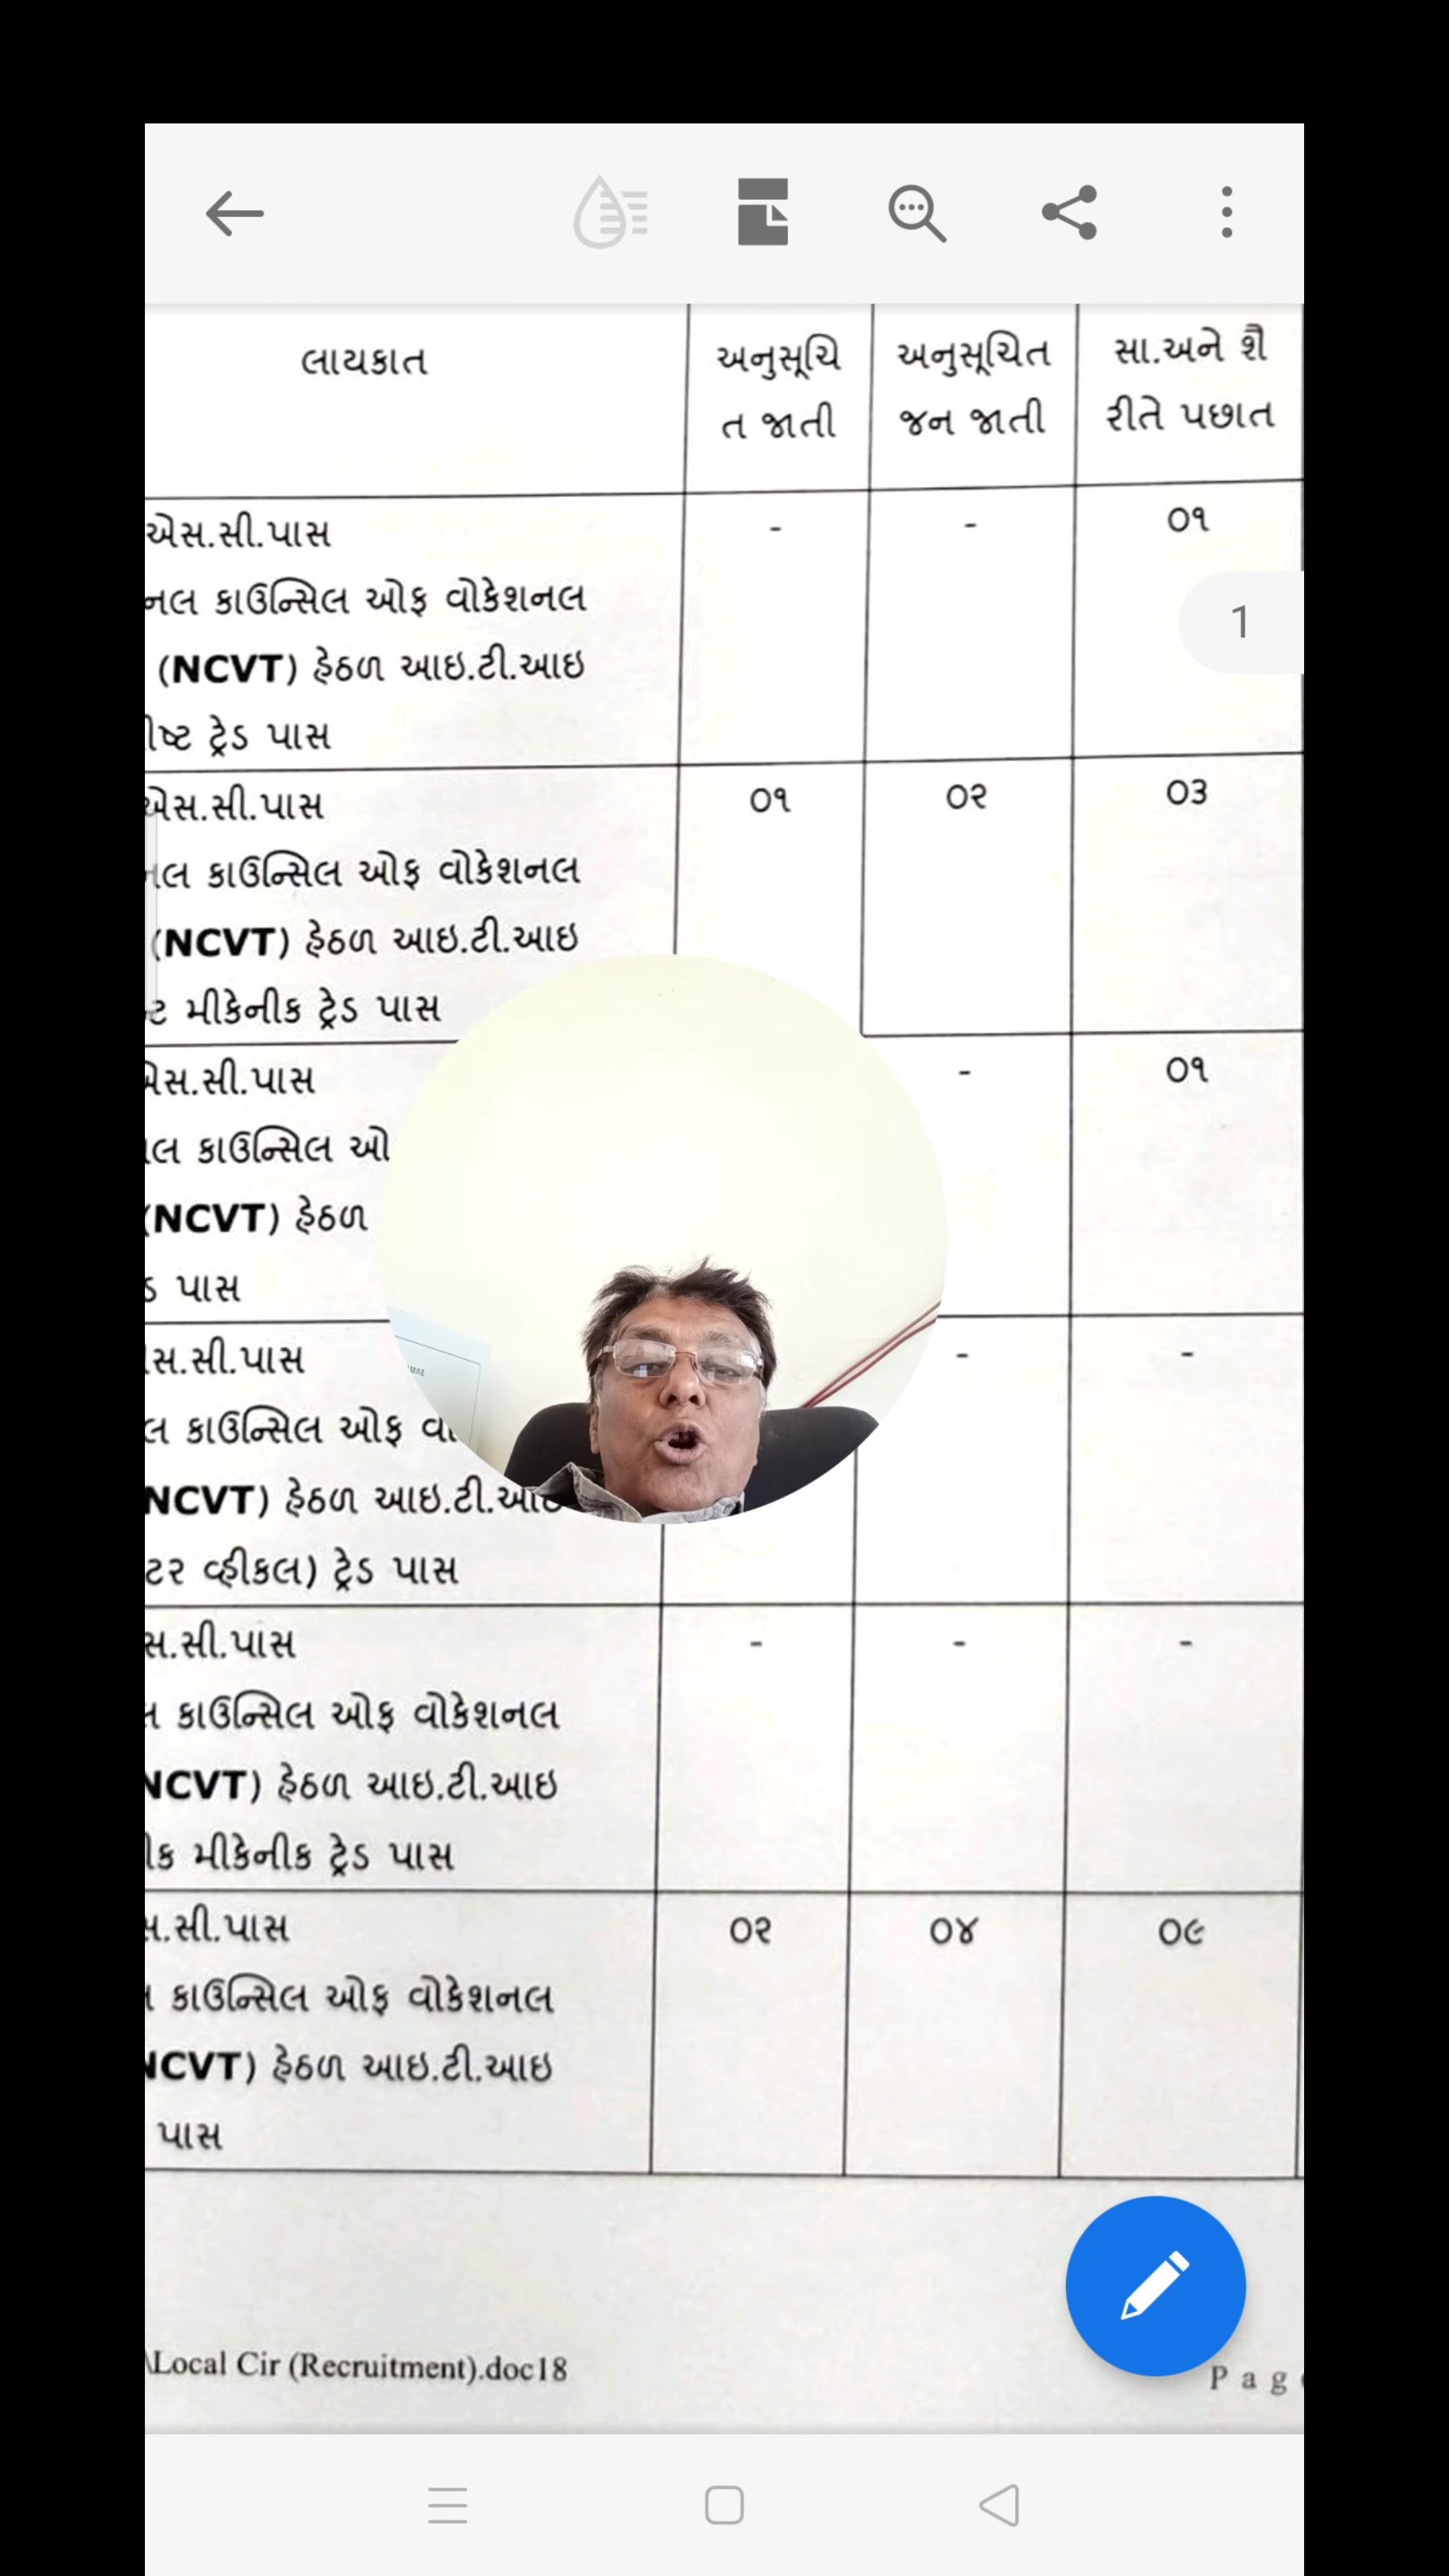 લાયકાત
અનુસૂચિ
ત જાતી
અનુસૂચિત
જન જાતી
સા.અને શૈ
રીતે પછાત
એસ.સી.પાસ
નલ કાઉન્સિલ ઓફ વોકેશનલ
(NCVT) હેઠળ આઇ.ટી.આઇ
ીષ્ટ ટ્રેડ પાસ
- - ૦૧
1
એસ.સી.પાસ
નલ કાઉન્સિલ ઓફ વોકેશનલ
(NCVT) હેઠળ આઇ.ટી.આઇ
ટ મીકેનીક ટ્રેડ પાસ
૦૧ ૦૨ ૦૩
એસ.સી.પાસ
લ કાઉન્સિલ ઓ
(NCVT) હેઠળ
ડ પાસ
- ૦૧
સ.સી.પાસ
લ કાઉન્સિલ ઓફ વો
NCVT) હેઠળ આઇ.ટી.આઇ
ટર વ્હીકલ) ટ્રેડ પાસ
- -
સ.સી.પાસ
લ કાઉન્સિલ ઓફ વોકેશનલ
NCVT) હેઠળ આઇ.ટી.આઇ
ીક મીકેનીક ટ્રેડ પાસ
- - -
સ.સી.પાસ
કાઉન્સિલ ઓફ વોકેશનલ
NCVT) હેઠળ આઇ.ટી.આઇ
પાસ
૦૨ ૦૪ ૦૯
\Local Cir (Recruitment).doc18
P a g